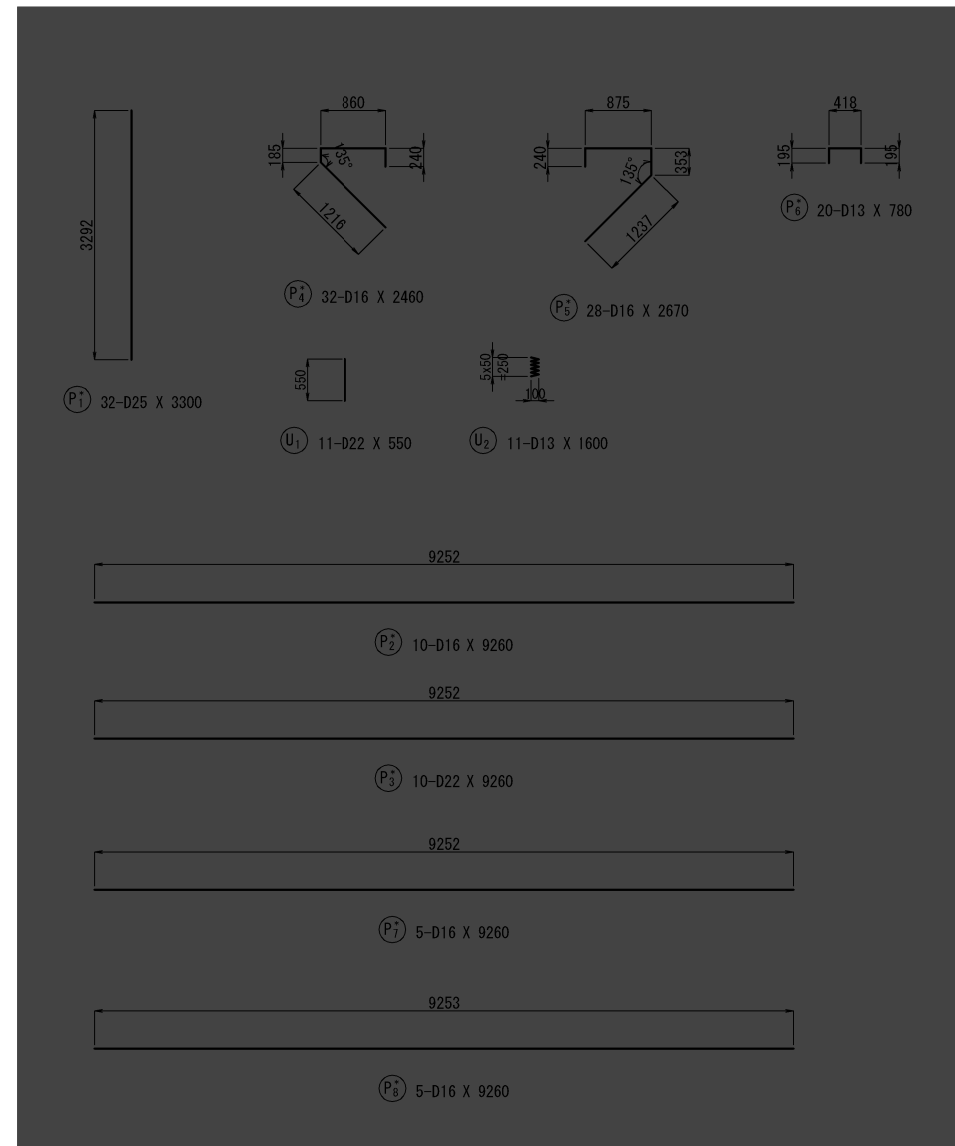 860
875
418
185
135°
240
240
135°
353
195
195
3292
1216
1237
P6* 20-D13 X 780
P4* 32-D16 X 2460
P5* 28-D16 X 2670
550
5x50
=250
100
P1* 32-D25 X 3300
U1 11-D22 X 550
U2 11-D13 X 1600
9252
P2* 10-D16 X 9260
9252
P3* 10-D22 X 9260
9252
P7* 5-D16 X 9260
9253
P8* 5-D16 X 9260